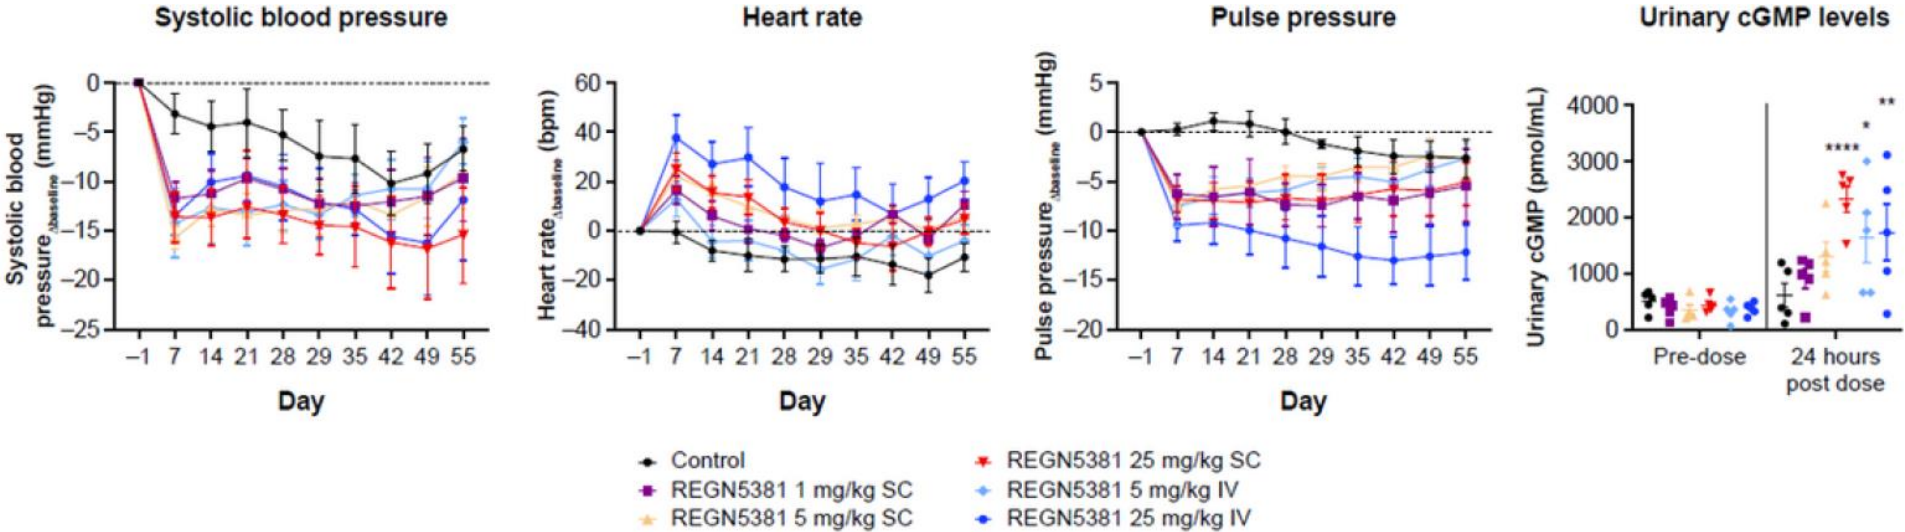 Systolic blood pressure
Heart rate
Pulse pressure
Urinary cGMP levels
Systolic blood
pressureΔbaseline (mmHg)
0
−5
−10
−15
−20
−25
−1 7 14 21 28 29 35 42 49 55
Day
Heart rateΔbaseline (bpm)
60
40
20
0
−20
−40
−1 7 14 21 28 29 35 42 49 55
Day
Pulse pressureΔbaseline (mmHg)
5
0
−5
−10
−15
−20
−1 7 14 21 28 29 35 42 49 55
Day
Urinary cGMP (pmol/mL)
4000
3000
2000
1000
0
****
*
**
Pre-dose
24 hours
post dose
Control
REGN5381 1 mg/kg SC
REGN5381 5 mg/kg SC
REGN5381 25 mg/kg SC
REGN5381 5 mg/kg IV
REGN5381 25 mg/kg IV